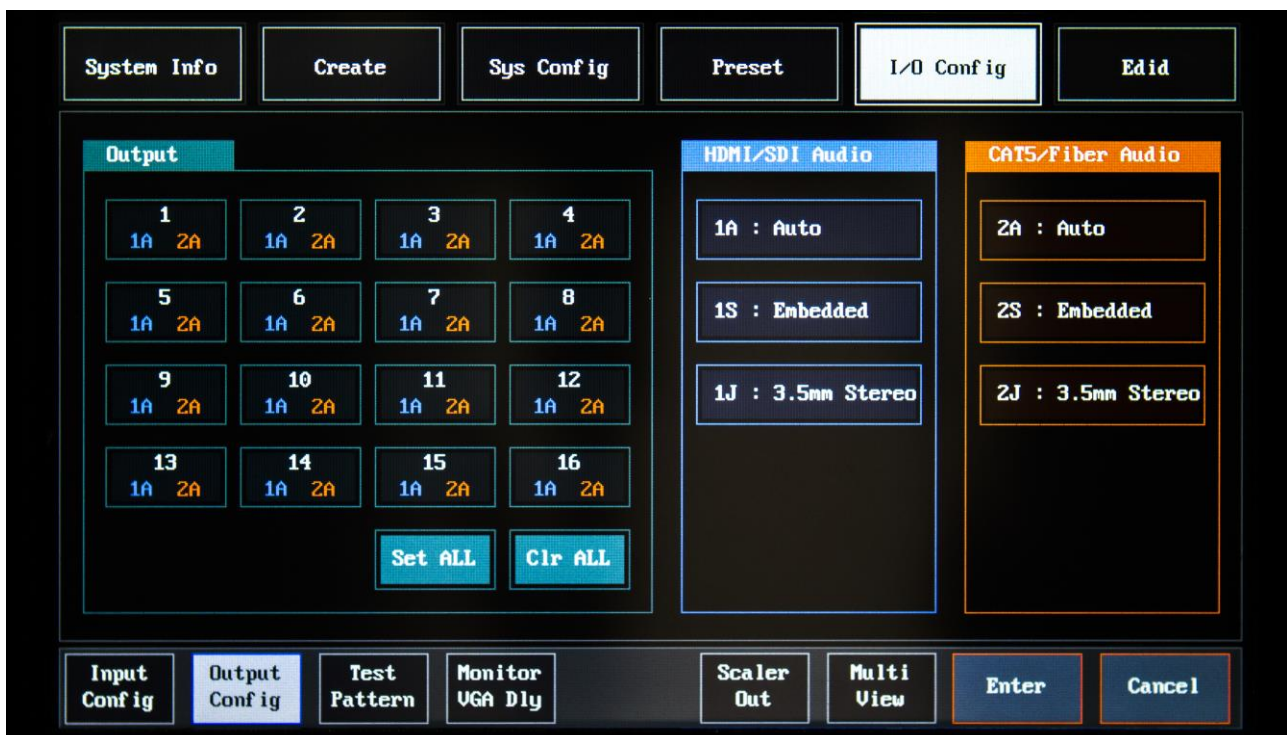 System Info
Create
Sys Config
Preset
I/O Config
Edid
Output
HDMI/SDI Audio
CAT5/Fiber Audio
1
1A 2A
2
1A 2A
3
1A 2A
4
1A 2A
1A : Auto
2A : Auto
5
1A 2A
6
1A 2A
7
1A 2A
8
1A 2A
1S : Embedded
2S : Embedded
9
1A 2A
10
1A 2A
11
1A 2A
12
1A 2A
1J : 3.5mm Stereo
2J : 3.5mm Stereo
13
1A 2A
14
1A 2A
15
1A 2A
16
1A 2A
Set ALL
Clr ALL
Input
Config
Output
Config
Test
Pattern
Monitor
VGA Dly
Scaler
Out
Multi
View
Enter
Cancel